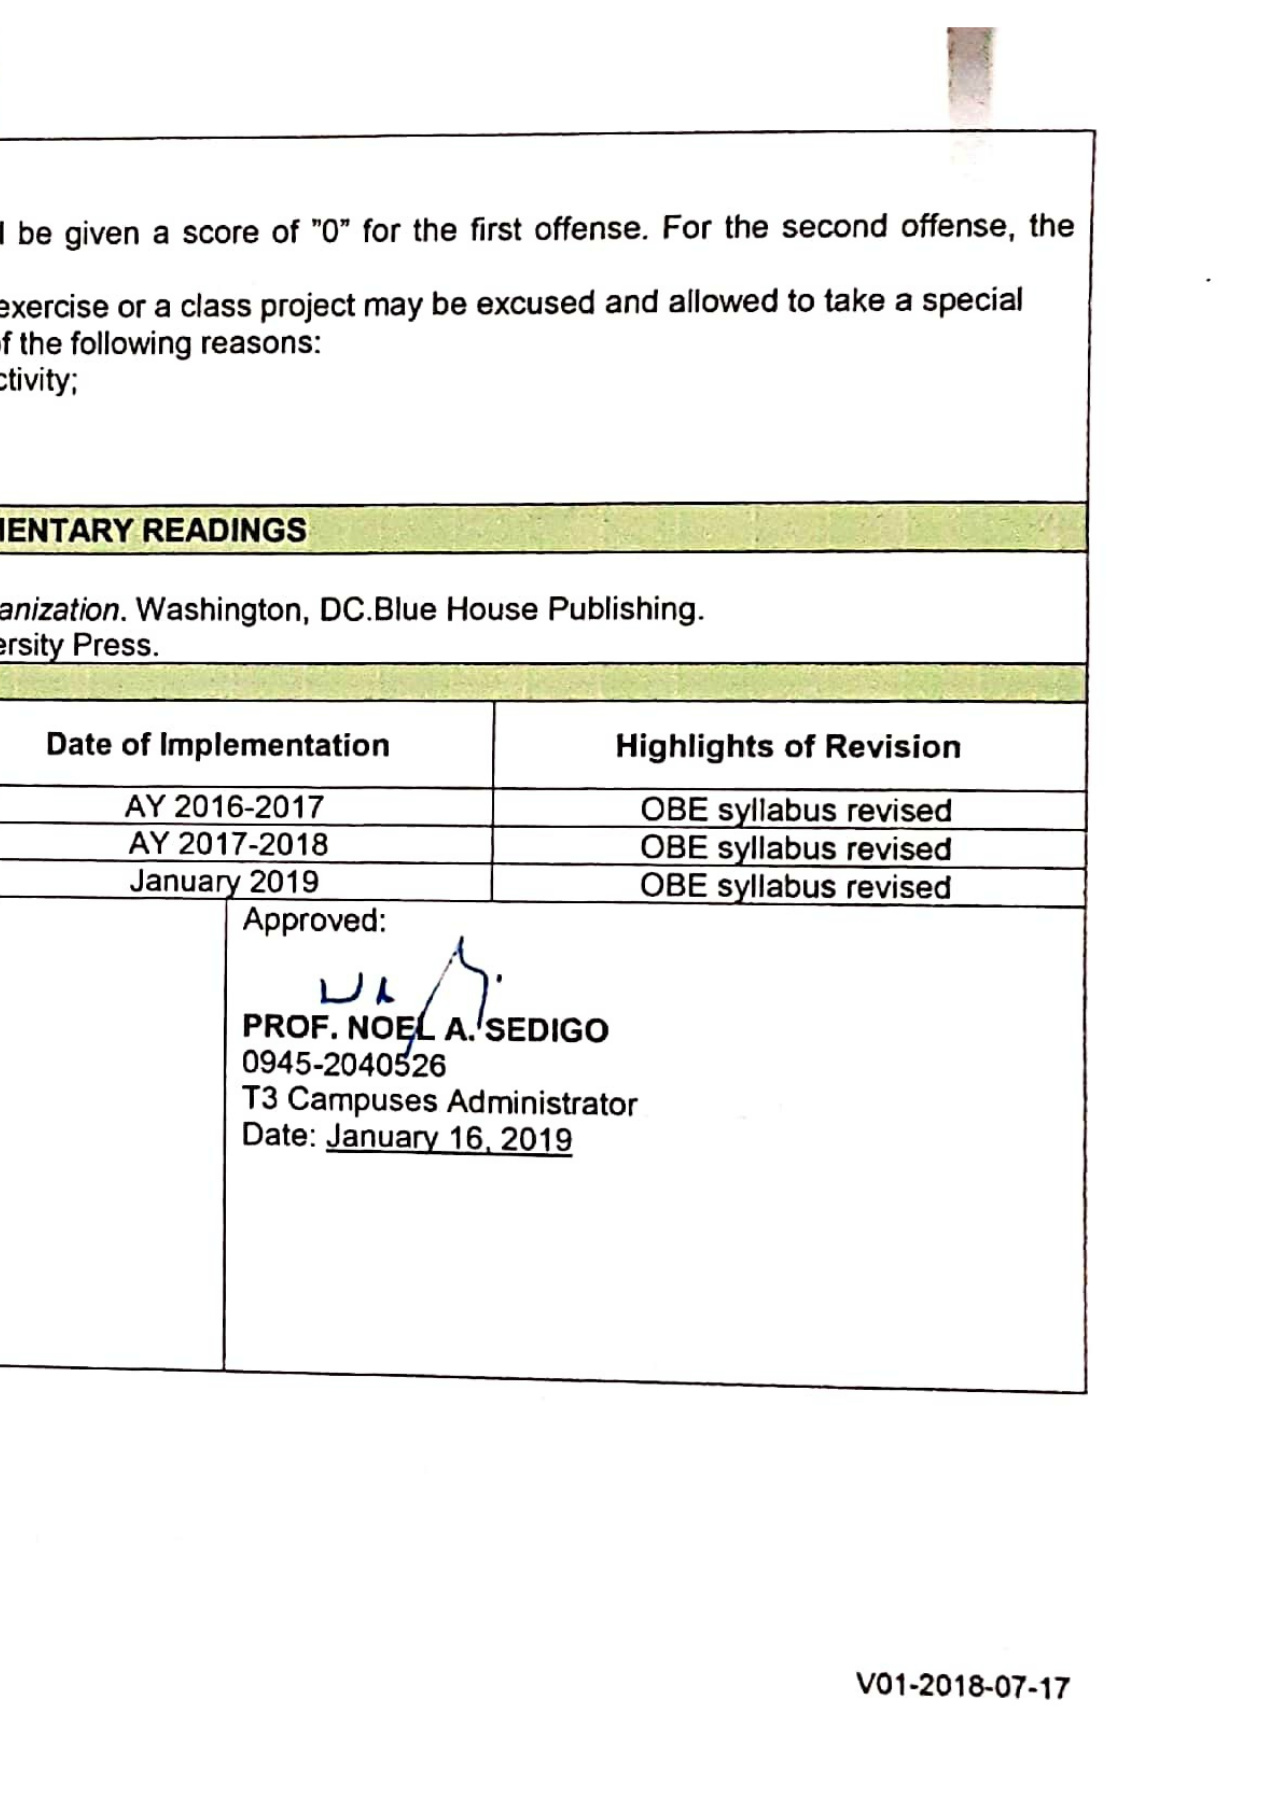 be given a score of "0" for the first offense. For the second offense, the
exercise or a class project may be excused and allowed to take a special
of the following reasons:
ctivity;
MENTARY READINGS
anization. Washington, DC.Blue House Publishing.
ersity Press.
Date of Implementation Highlights of Revision
AY 2016-2017 OBE syllabus revised
AY 2017-2018 OBE syllabus revised
January 2019 OBE syllabus revised
Approved:
PROF. NOEL A. SEDIGO
0945-2040526
T3 Campuses Administrator
Date: January 16, 2019
V01-2018-07-17